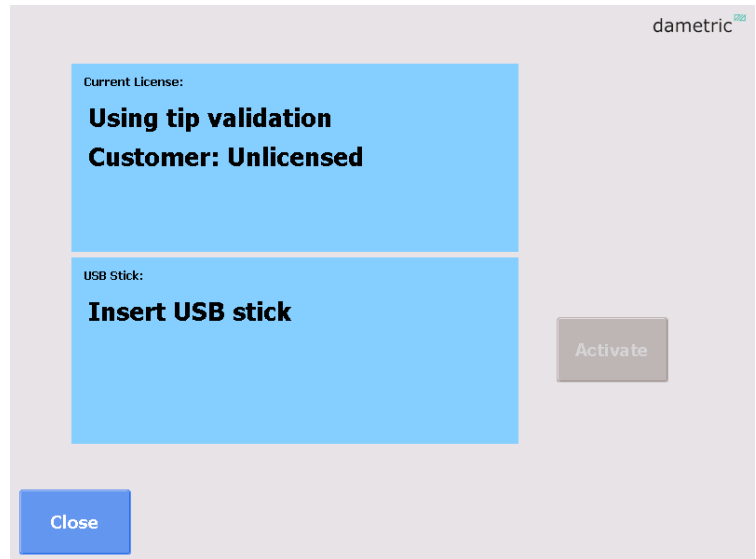 dametric
Current License:
Using tip validation
Customer: Unlicensed
USB Stick:
Insert USB stick
Activate
Close